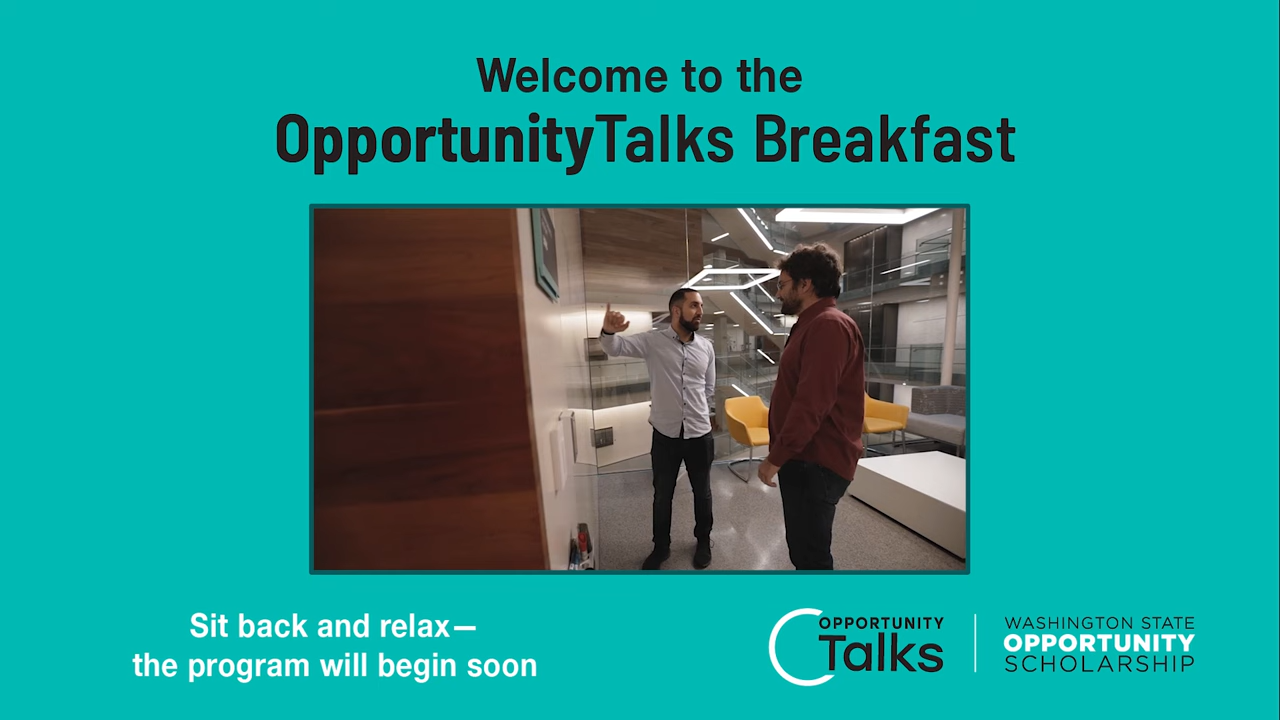 Welcome to the
OpportunityTalks Breakfast
Sit back and relax—
the program will begin soon
OPPORTUNITY
Talks
WASHINGTON STATE
OPPORTUNITY
SCHOLARSHIP